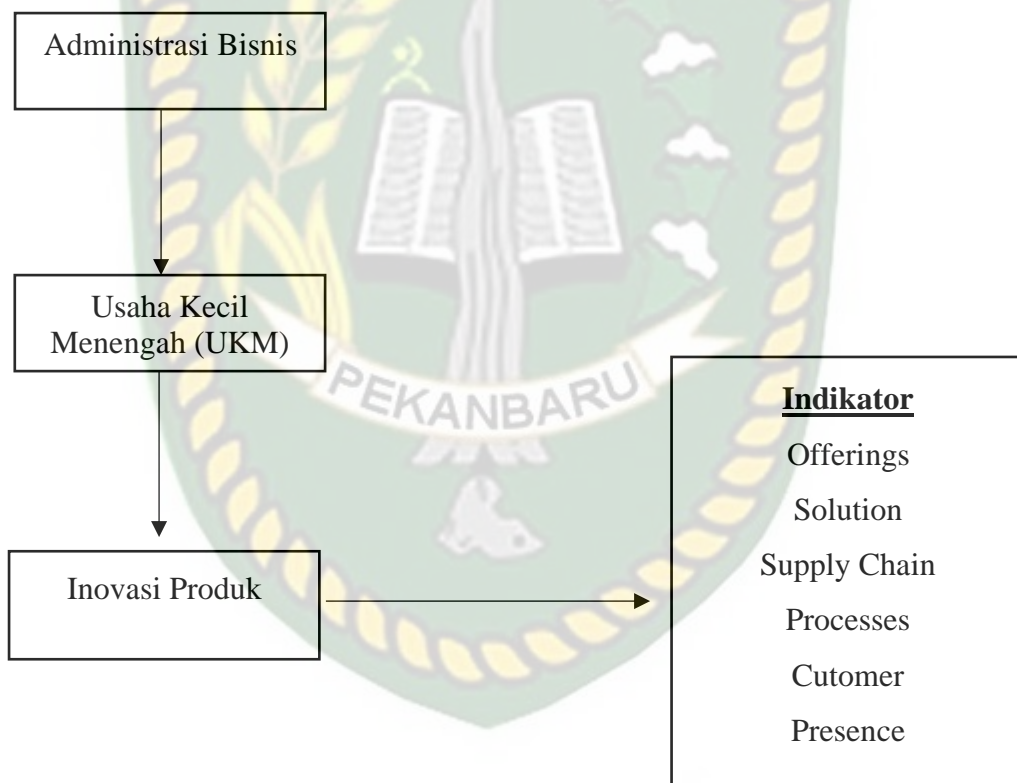 Administrasi Bisnis
Usaha Kecil
Menengah (UKM)
PEKANBARU
Inovasi Produk
Indikator
Offerings
Solution
Supply Chain
Processes
Cutomer
Presence